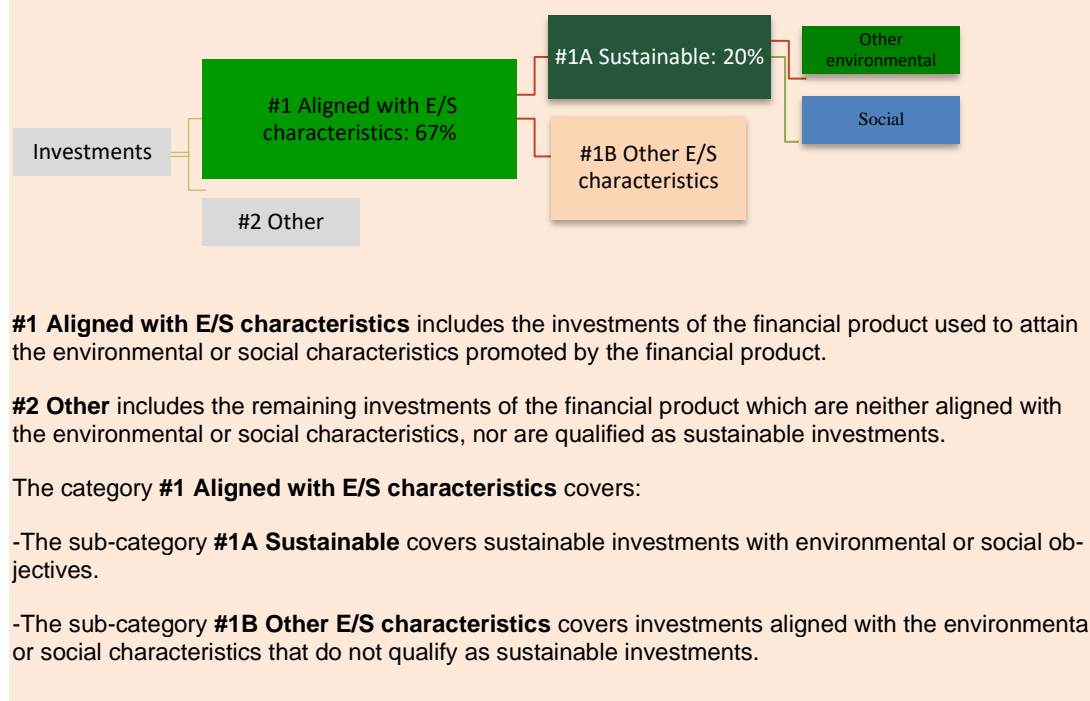 Investments
#1 Aligned with E/S
characteristics: 67%
#2 Other
#1A Sustainable: 20%
#1B Other E/S
characteristics
Other
environmental
Social
#1 Aligned with E/S characteristics includes the investments of the financial product used to attain
the environmental or social characteristics promoted by the financial product.
#2 Other includes the remaining investments of the financial product which are neither aligned with
the environmental or social characteristics, nor are qualified as sustainable investments.
The category #1 Aligned with E/S characteristics covers:
-The sub-category #1A Sustainable covers sustainable investments with environmental or social ob-
jectives.
-The sub-category #1B Other E/S characteristics covers investments aligned with the environmenta
or social characteristics that do not qualify as sustainable investments.